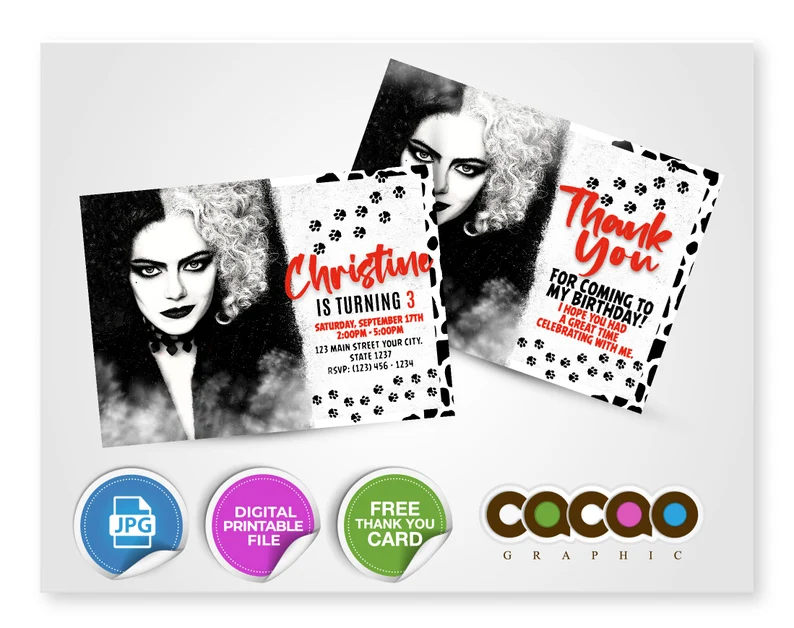 Christine
IS TURNING 3
SATURDAY, SEPTEMBER 17TH
2:00PM - 5:00PM
123 MAIN STREET YOUR CITY,
STATE 1237
RSVP: (123) 456 - 1234
Thank
You
FOR COMING TO
MY BIRTHDAY!
I HOPE YOU HAD
A GREAT TIME
CELEBRATING WITH ME.
JPG
DIGITAL
PRINTABLE
FILE
FREE
THANK YOU
CARD
cacao
GRAPHIC